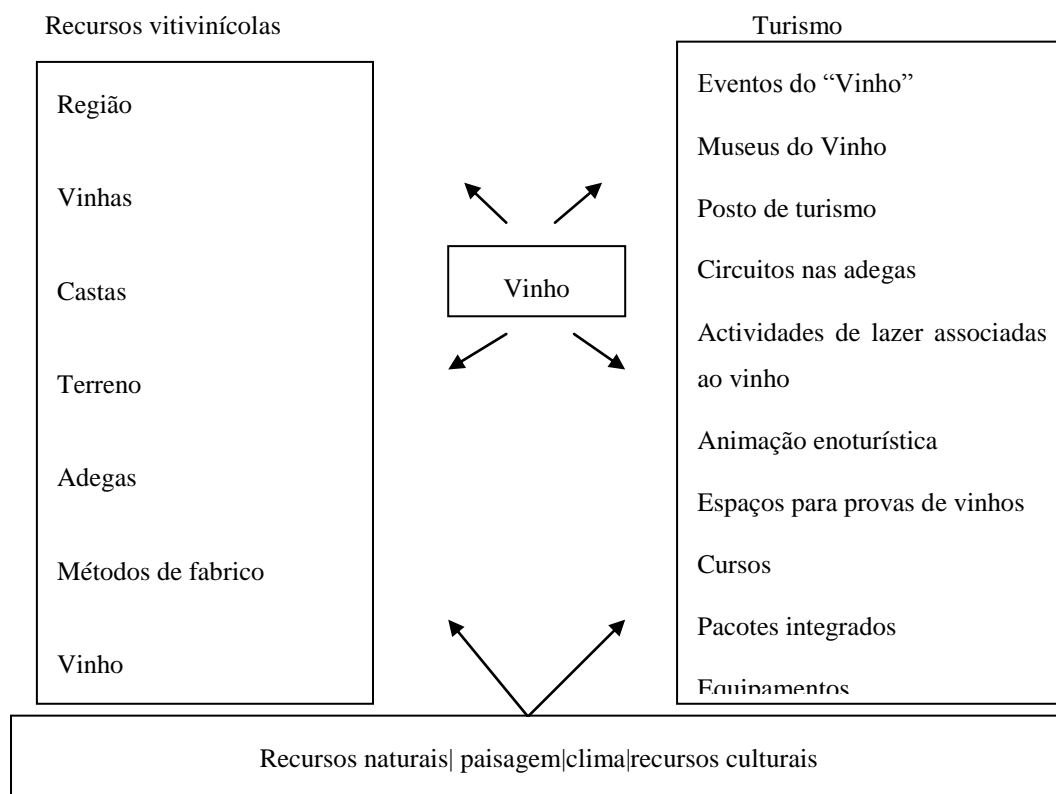 Recursos vitivinícolas
Região
Vinhas
Castas
Terreno
Adegas
Métodos de fabrico
Vinho
Vinho
Turismo
Eventos do “Vinho”
Museus do Vinho
Posto de turismo
Circuitos nas adegas
Actividades de lazer associadas
ao vinho
Animação enoturística
Espaços para provas de vinhos
Cursos
Pacotes integrados
Equipamentos
Recursos naturais| paisagem|clima|recursos culturais